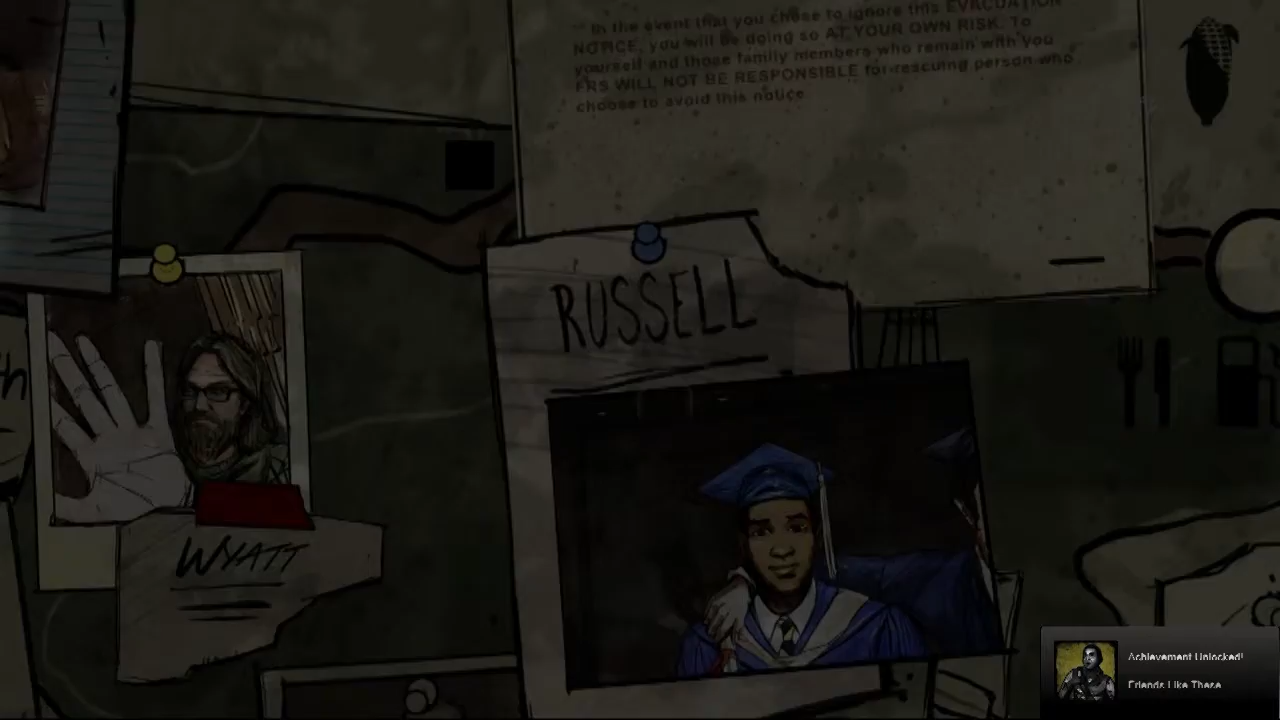 In the event that you chose to ignore this EVACUATION
NOTICE, you will be doing so AT YOUR OWN RISK. To
yourself and those family members who remain with you
FRS WILL NOT BE RESPONSIBLE for rescuing person who
choose to avoid this notice
RUSSELL
th
WYATT
Achievement Unlocked!
Friends Like These